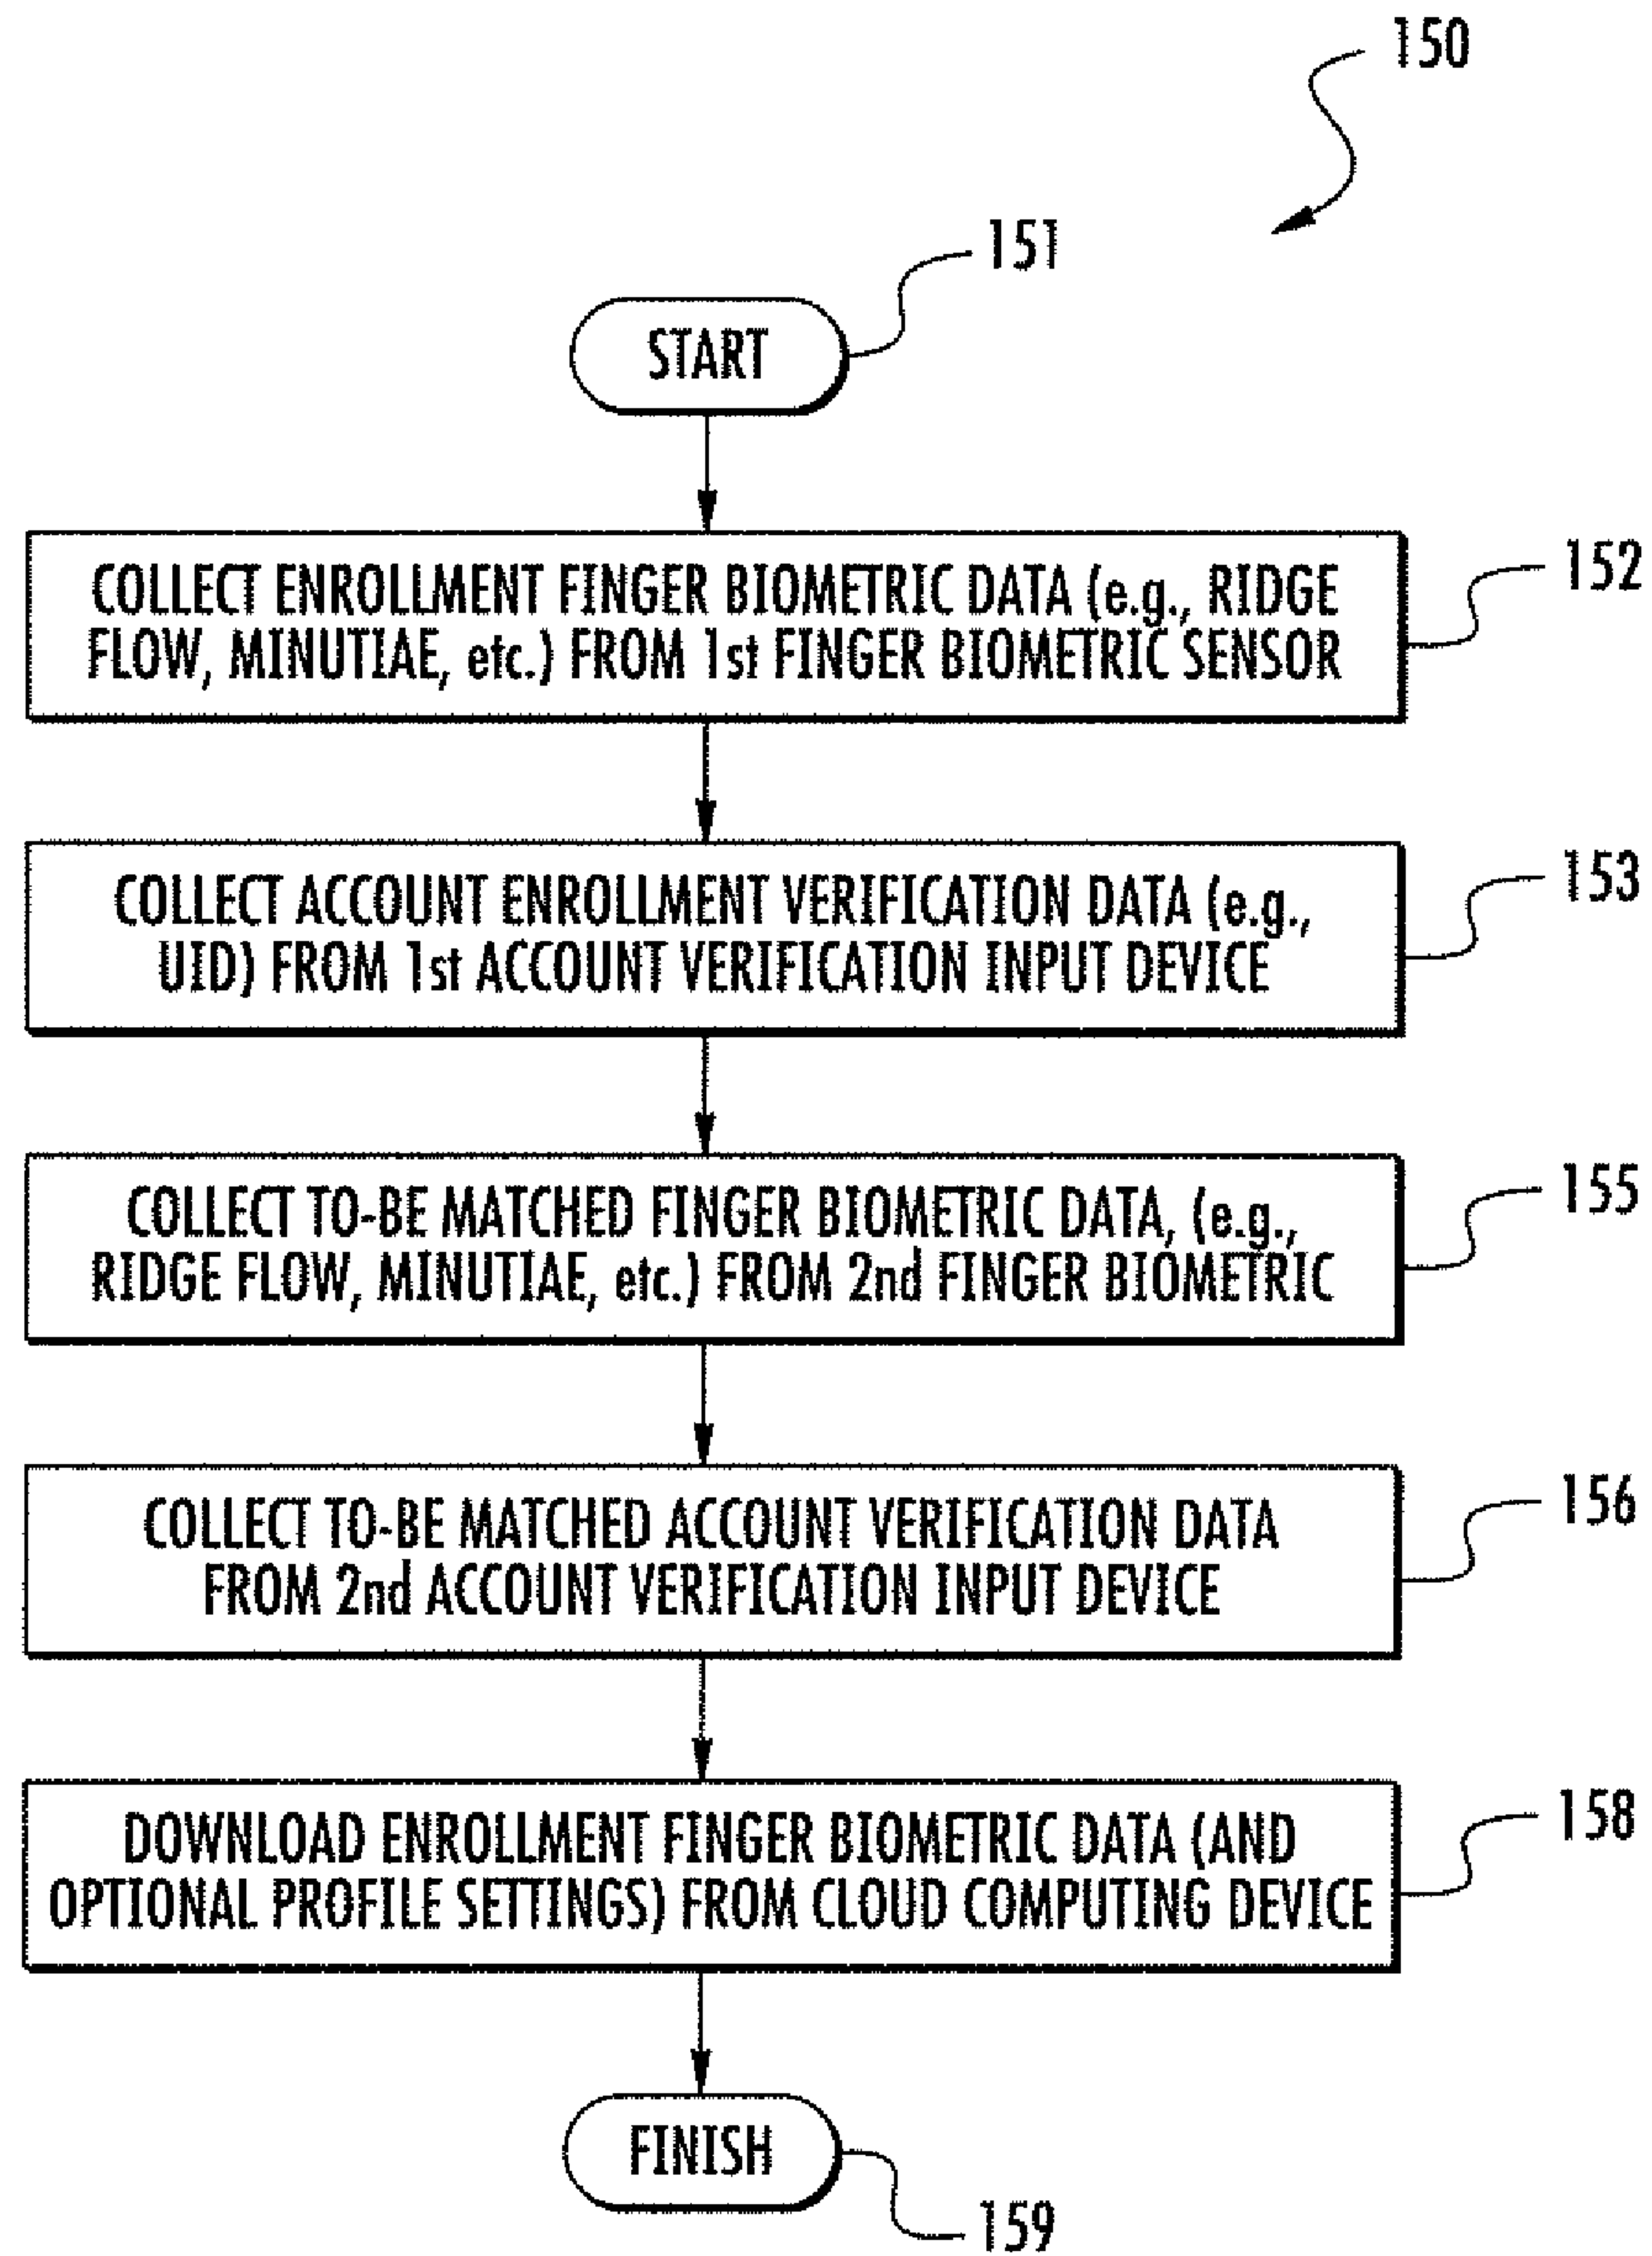 150
151
START
COLLECT ENROLLMENT FINGER BIOMETRIC DATA (e.g., RIDGE
FLOW, MINUTIAE, etc.) FROM 1st FINGER BIOMETRIC SENSOR
152
COLLECT ACCOUNT ENROLLMENT VERIFICATION DATA (e.g.,
UID) FROM 1st ACCOUNT VERIFICATION INPUT DEVICE
153
COLLECT TO-BE MATCHED FINGER BIOMETRIC DATA, (e.g.,
RIDGE FLOW, MINUTIAE, etc.) FROM 2nd FINGER BIOMETRIC
155
COLLECT TO-BE MATCHED ACCOUNT VERIFICATION DATA
FROM 2nd ACCOUNT VERIFICATION INPUT DEVICE
156
DOWNLOAD ENROLLMENT FINGER BIOMETRIC DATA (AND
OPTIONAL PROFILE SETTINGS) FROM CLOUD COMPUTING DEVICE
158
FINISH
159